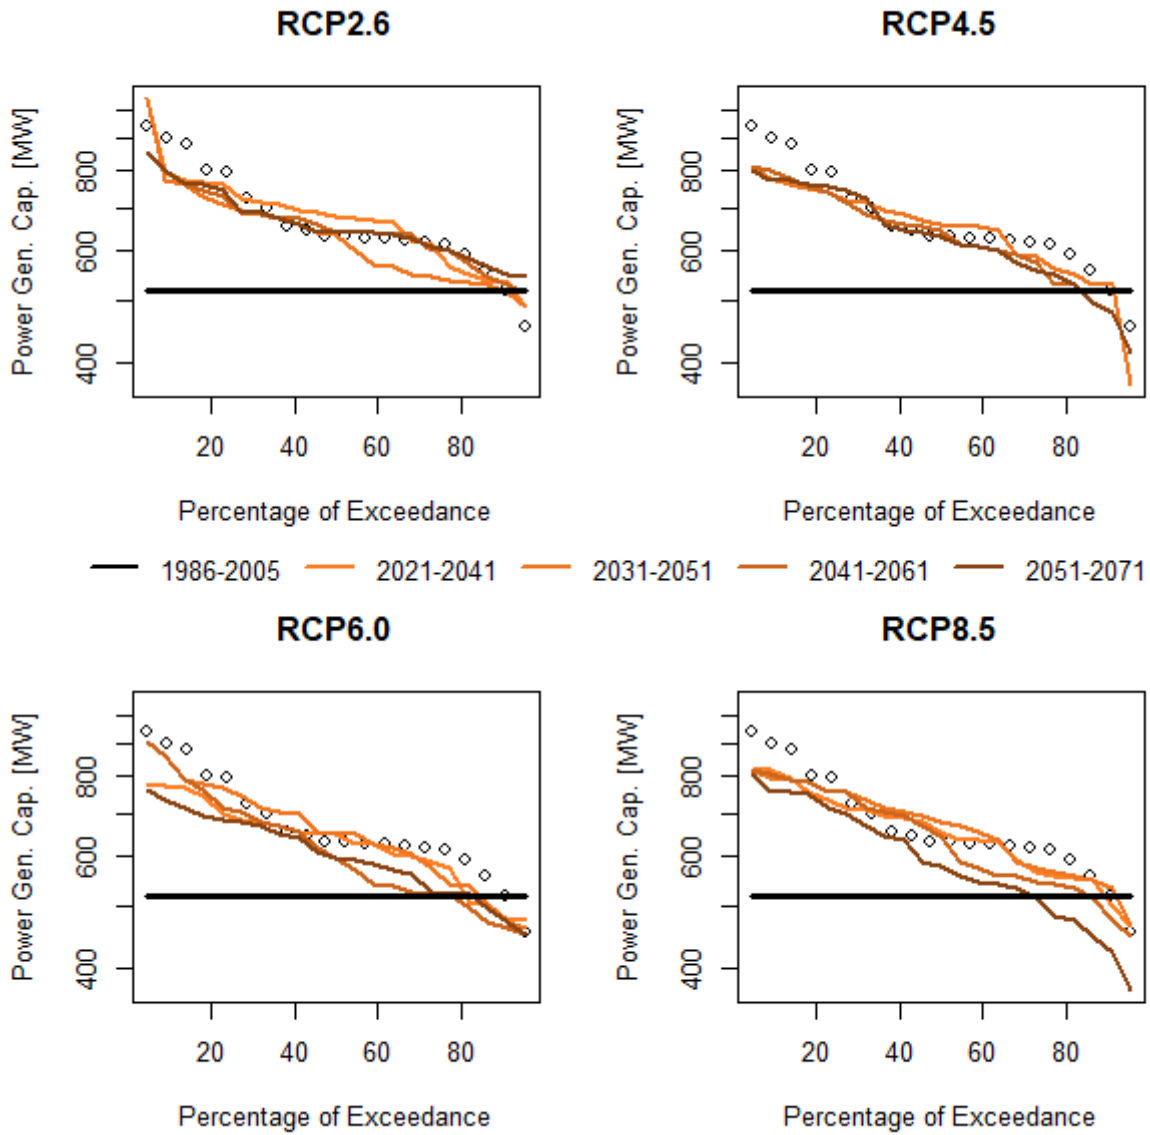 RCP2.6
RCP4.5
Power Gen. Cap. [MW]
800
600
400
20 40 60 80
Percentage of Exceedance
Power Gen. Cap. [MW]
800
600
400
20 40 60 80
Percentage of Exceedance
1986-2005 2021-2041 2031-2051 2041-2061 2051-2071
RCP6.0
RCP8.5
Power Gen. Cap. [MW]
800
600
400
20 40 60 80
Percentage of Exceedance
Power Gen. Cap. [MW]
800
600
400
20 40 60 80
Percentage of Exceedance